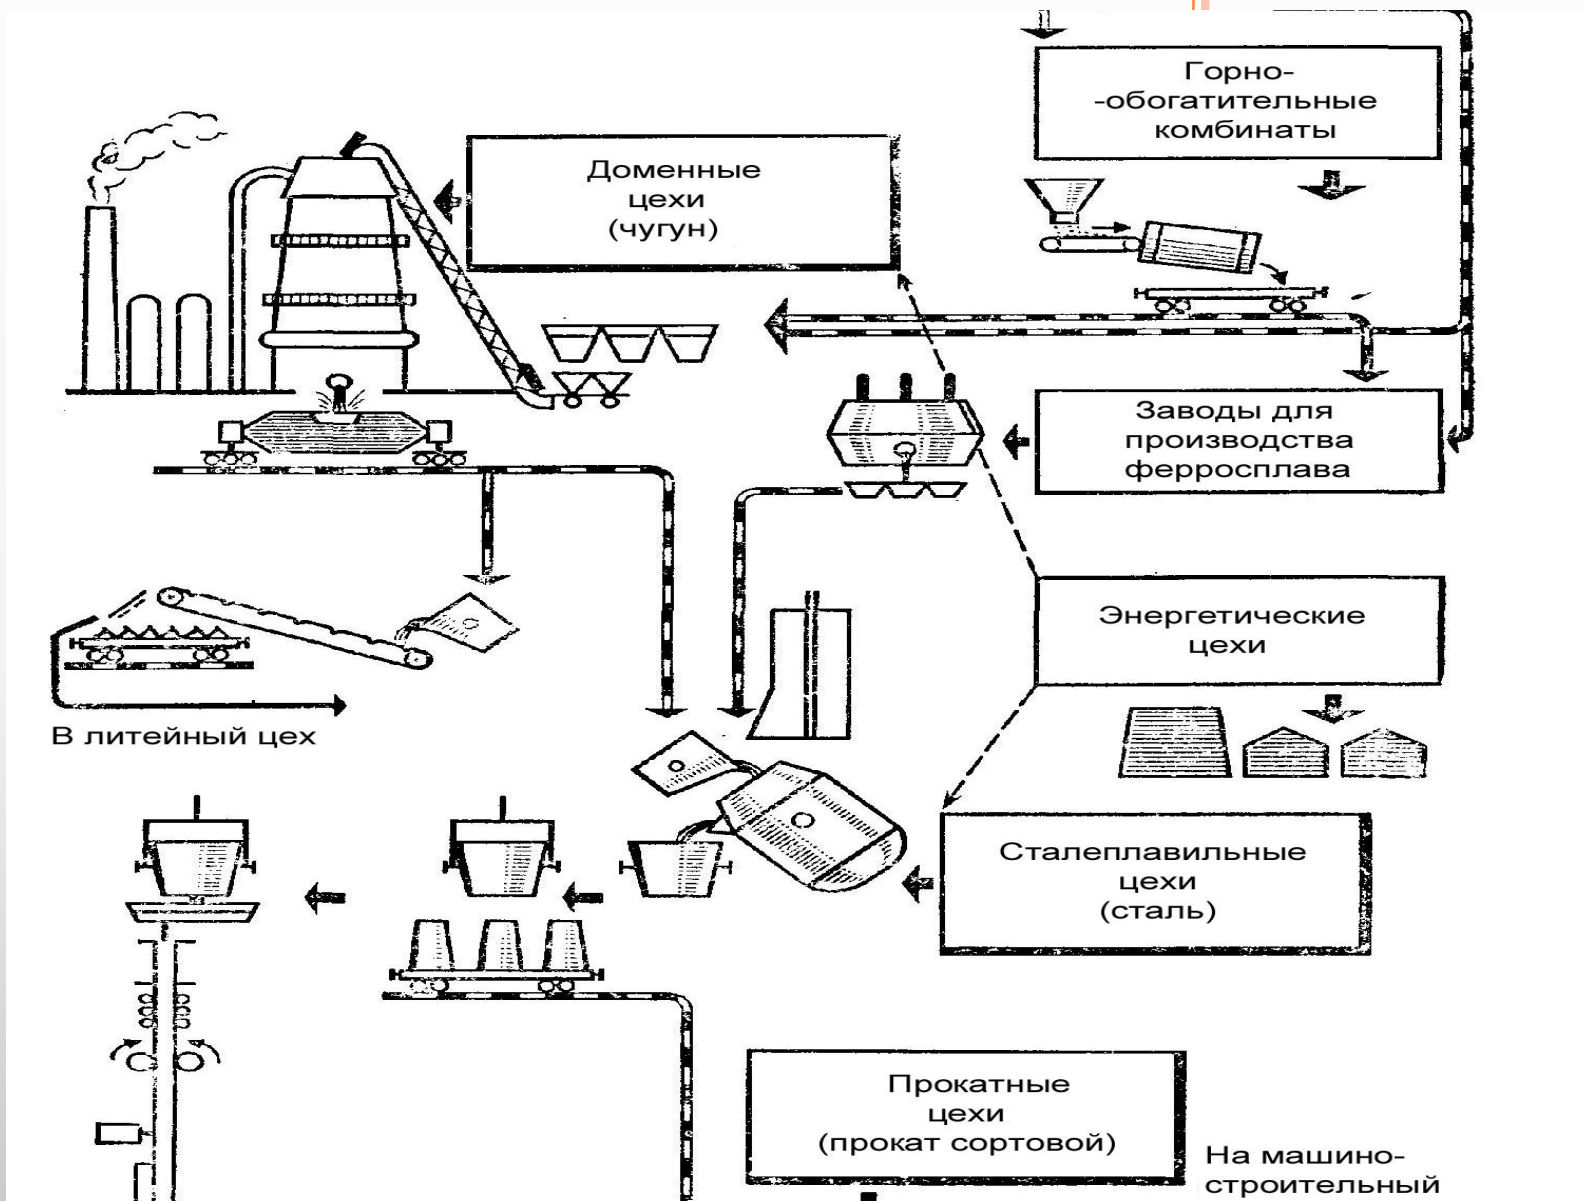 Горно-
-обогатительные
комбинаты
Доменные
цехи
(чугун)
Заводы для
производства
ферросплава
Энергетические
цехи
В литейный цех
Сталеплавильные
цехи
(сталь)
Прокатные
цехи
(прокат сортовой)
На машино-
строительный